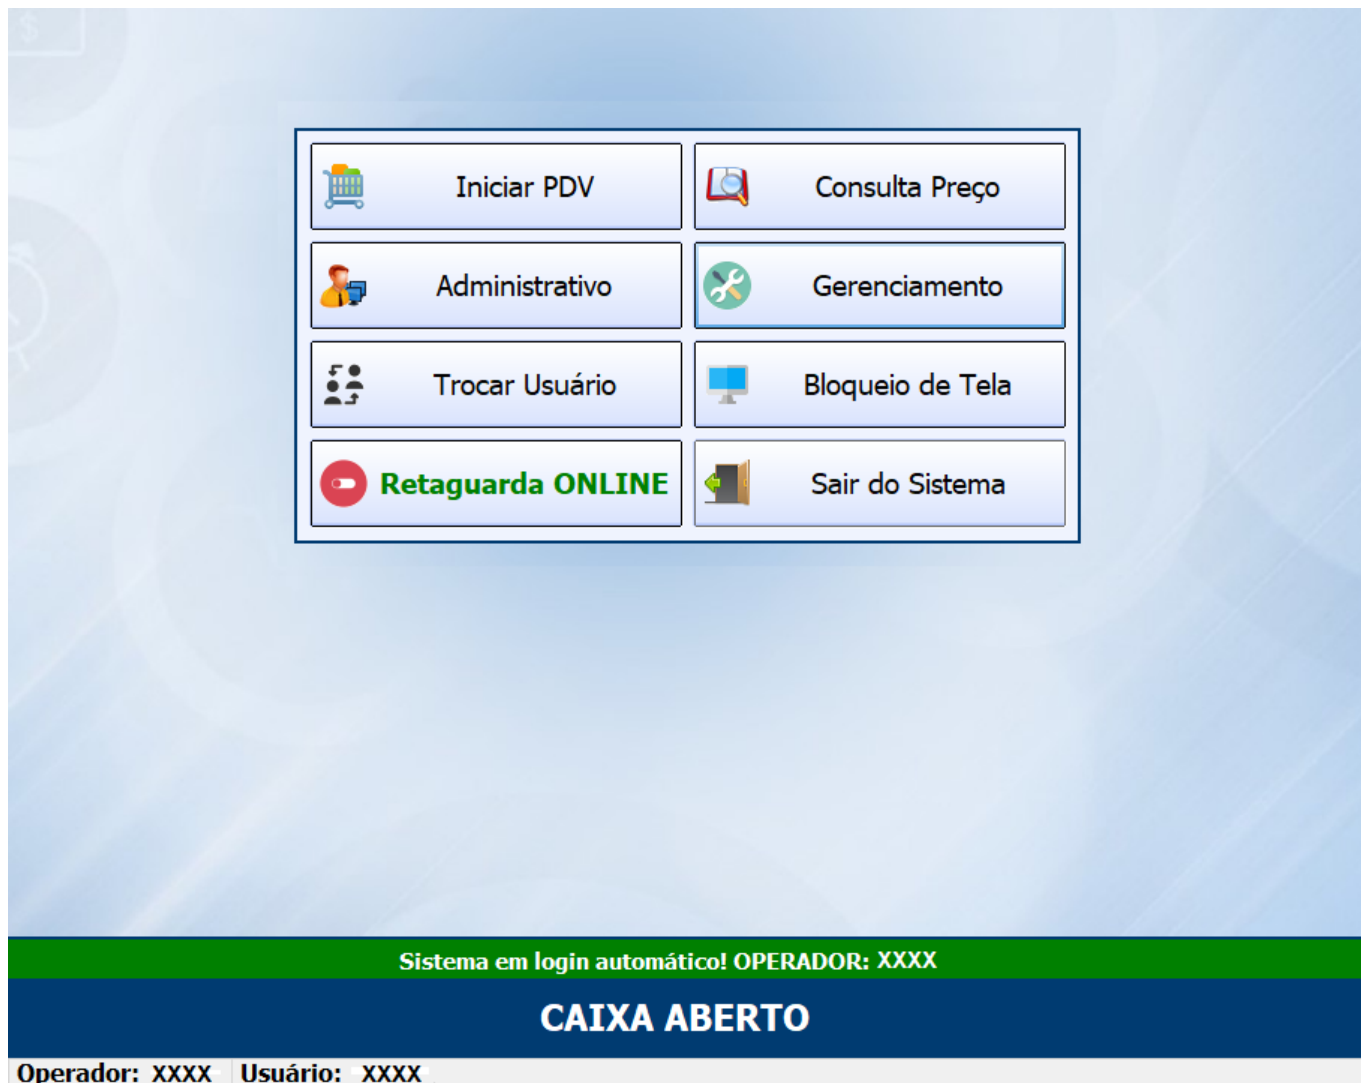 Iniciar PDV
Consulta Preço
Administrativo
Gerenciamento
Trocar Usuário
Bloqueio de Tela
Retaguarda ONLINE
Sair do Sistema
Sistema em login automático! OPERADOR: XXXX
CAIXA ABERTO
Operador: XXXX Usuário: XXXX